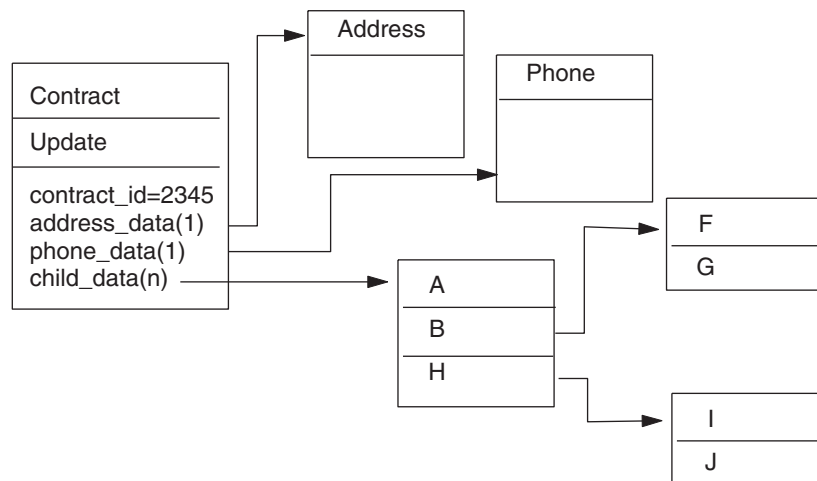 Address
Phone
Contract
Update
contract_id=2345
address_data(1)
phone_data(1)
child_data(n)
A
B
H
F
G
I
J